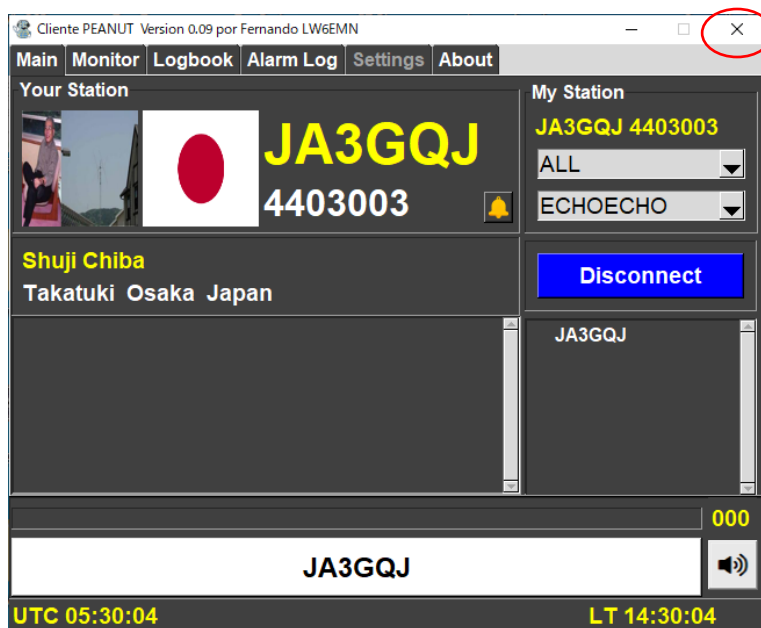 Cliente PEANUT Version 0.09 por Fernando LW6EMN
Main Monitor Logbook Alarm Log Settings About
Your Station
JA3GQJ
4403003
My Station
JA3GQJ 4403003
ALL
ECHOECHO
Shuji Chiba
Takatuki Osaka Japan
Disconnect
JA3GQJ
000
JA3GQJ
UTC 05:30:04
LT 14:30:04